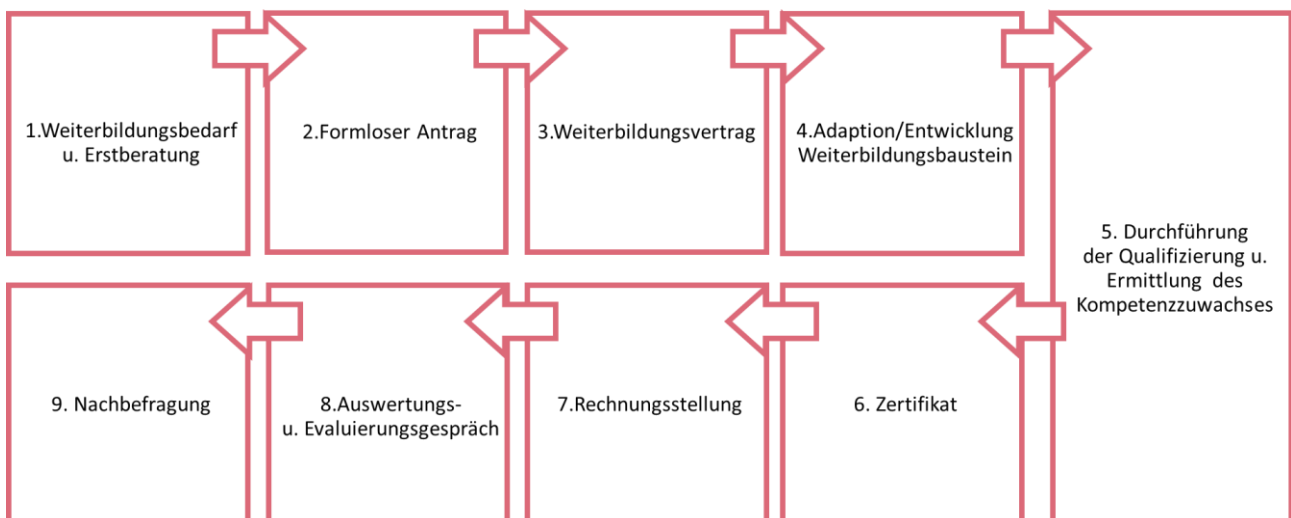 1.Weiterbildungsbedarf
u. Erstberatung
2.Formloser Antrag
3.Weiterbildungsvertrag
4.Adaption/Entwicklung
Weiterbildungsbaustein
5. Durchführung
der Qualifizierung u.
Ermittlung des
Kompetenzzuwachses
6. Zertifikat
7.Rechnungsstellung
8.Auswertungs-
u. Evaluierungsgespräch
9. Nachbefragung